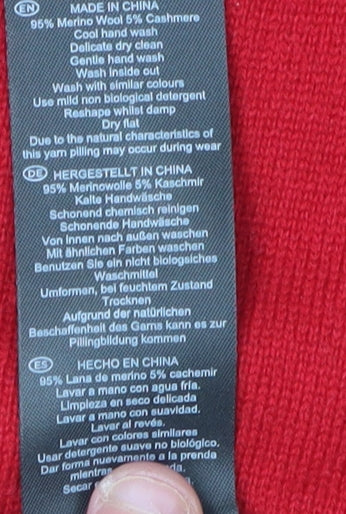 EN MADE IN CHINA
95% Merino Wool 5% Cashmere
Cool hand wash
Delicate dry clean
Gentle hand wash
Wash inside out
Wash with similar colours
Use mild non biological detergent
Reshape whilst damp
Dry flat
Due to the natural characteristics of
this yarn pilling may occur during wear
DE HERGESTELLT IN CHINA
95% Merinowolle 5% Kaschmir
Kalte Handwäsche
Schonend chemisch reinigen
Schonende Handwäsche
Von innen nach außen waschen
Mit ähnlichen Farben waschen
Benutzen Sie ein nicht biologsiches
Waschmittel
Umformen, bei feuchtem Zustand
Trocknen
Aufgrund der natürlichen
Beschaffenheit des Garns kann es zur
Pillingbildung kommen
ES HECHO EN CHINA
95% Lana de merino 5% cachemir
Lavar a mano con agua fría.
Limpieza en seco delicada
Lavar a mano con suavidad.
Lavar al revés.
Lavar con colores similares
Usar detergente suave no biológico.
Dar forma nuevamente a la prenda
mientras
Secar